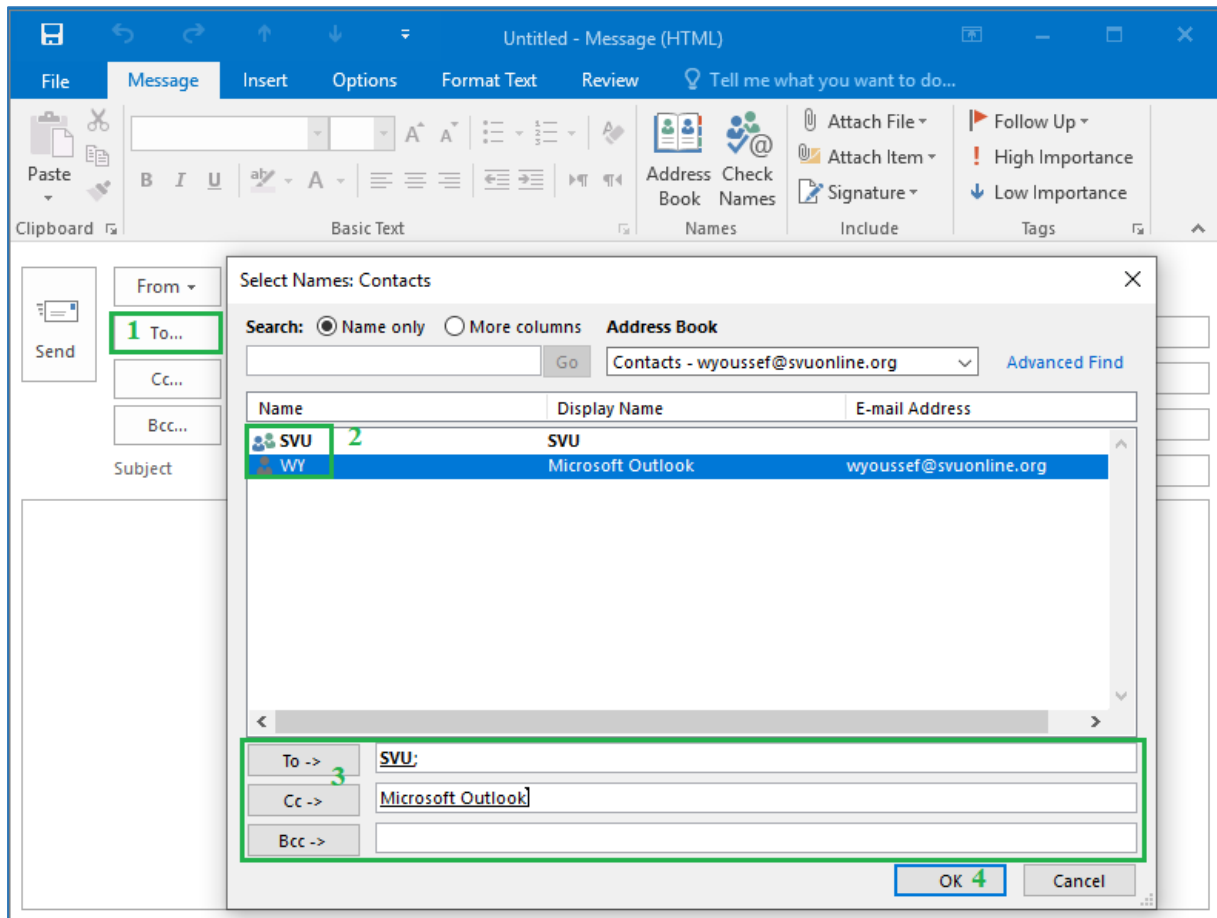 Untitled - Message (HTML)
File Message Insert Options Format Text Review Tell me what you want to do...
Paste
B I U ab A
A A
Address Book
Check Names
Attach File
Attach Item
Signature
Follow Up
High Importance
Low Importance
Clipboard Basic Text Names Include Tags
Send
From
1 To...
Cc...
Bcc...
Subject
Select Names: Contacts
Search: Name only More columns Address Book
Go Contacts - wyoussef@svuonline.org Advanced Find
Name Display Name E-mail Address
SVU 2 SVU
WY Microsoft Outlook wyoussef@svuonline.org
To -> SVU;
3
Cc -> Microsoft Outlook
Bcc ->
OK 4 Cancel